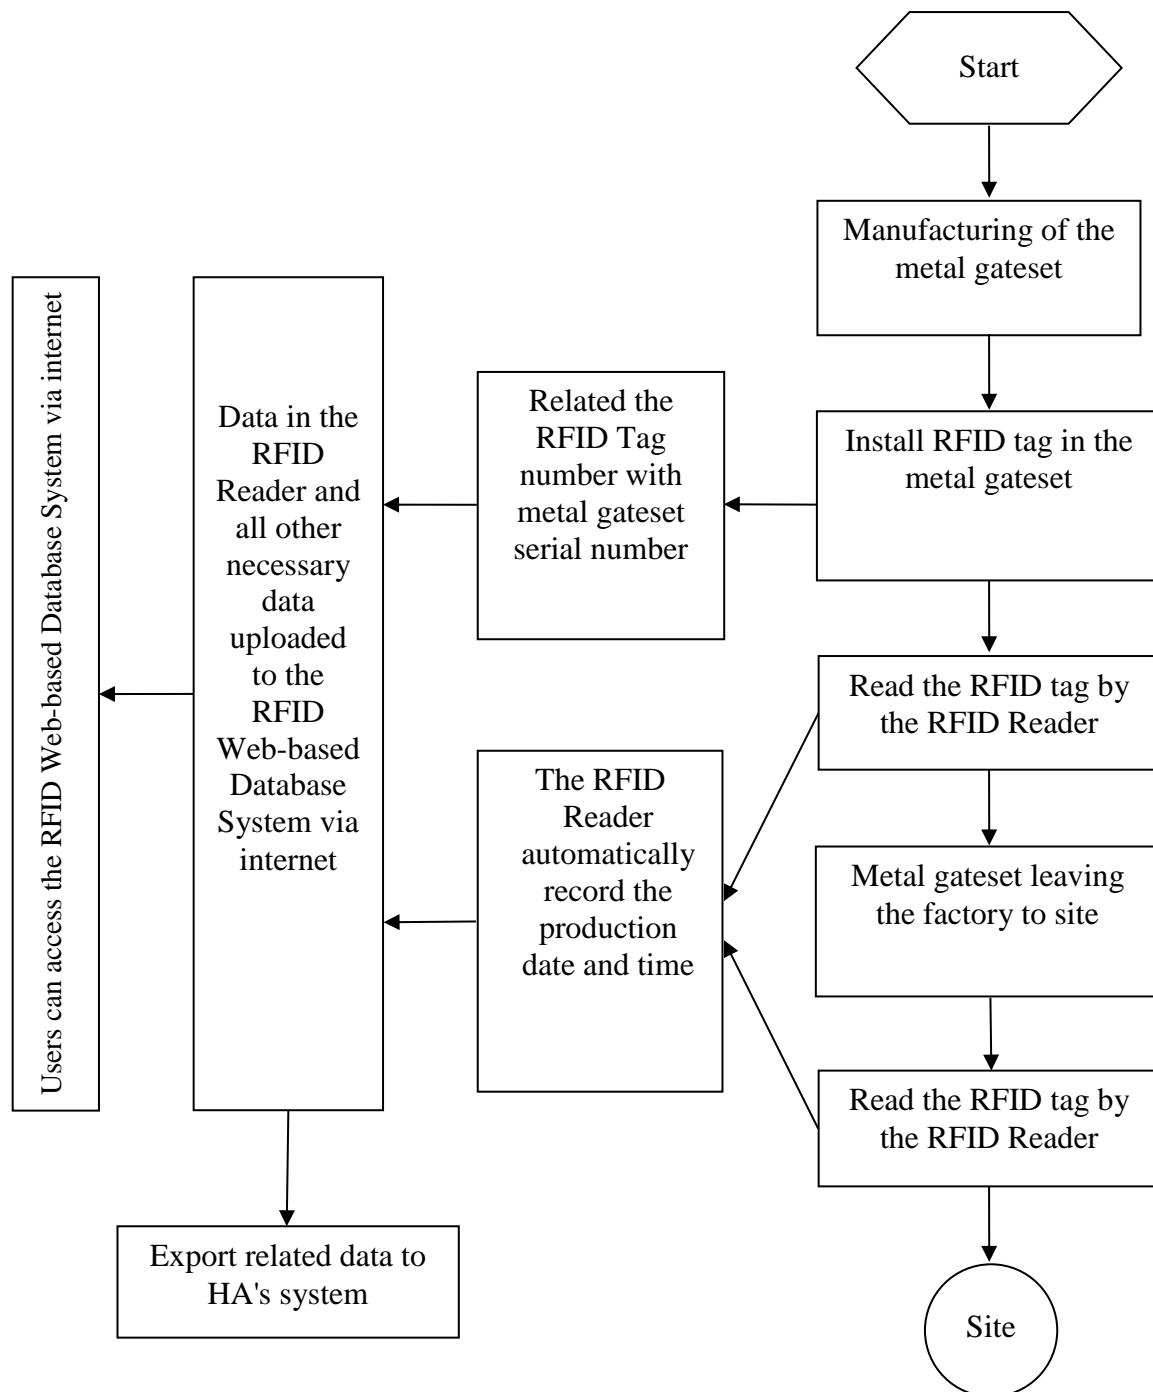 Start
Manufacturing of the
metal gateset
Install RFID tag in the
metal gateset
Related the
RFID Tag
number with
metal gateset
serial number
Read the RFID tag by
the RFID Reader
The RFID
Reader
automatically
record the
production
date and time
Metal gateset leaving
the factory to site
Read the RFID tag by
the RFID Reader
Site
Data in the
RFID
Reader and
all other
necessary
data
uploaded
to the
RFID
Web-based
Database
System via
internet
Users can access the RFID Web-based Database System via internet
Export related data to
HA's system